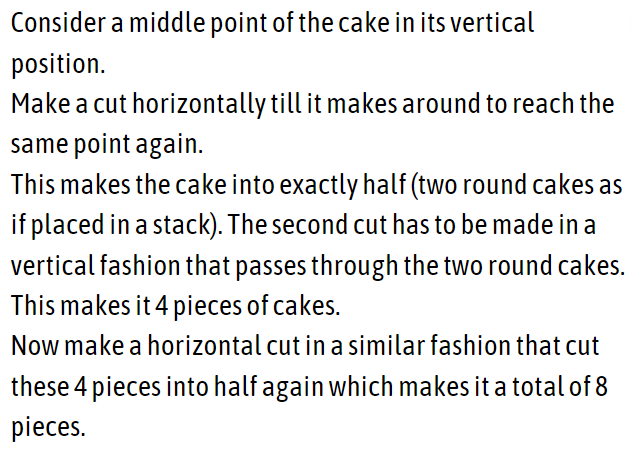 Consider a middle point of the cake in its vertical
position.
Make a cut horizontally till it makes around to reach the
same point again.
This makes the cake into exactly half (two round cakes as
if placed in a stack). The second cut has to be made in a
vertical fashion that passes through the two round cakes.
This makes it 4 pieces of cakes.
Now make a horizontal cut in a similar fashion that cut
these 4 pieces into half again which makes it a total of 8
pieces.